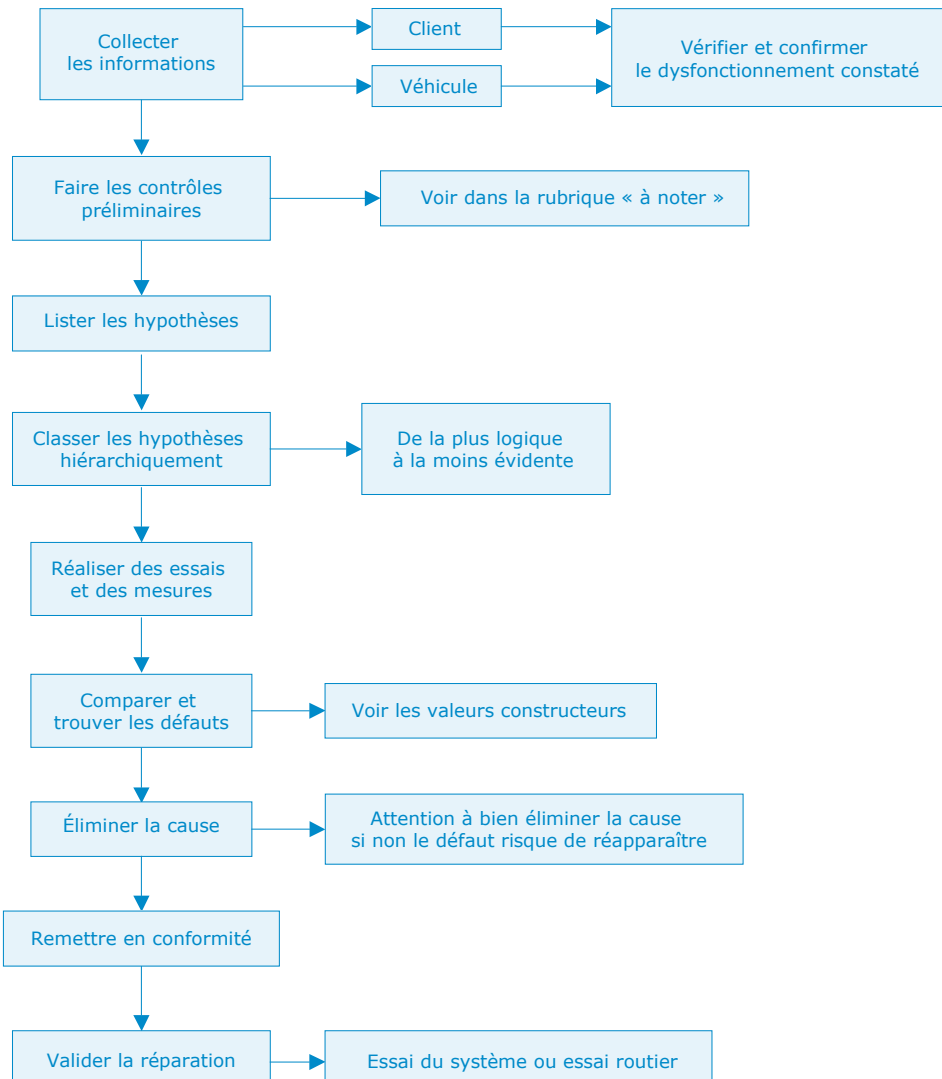 Collecter
les informations
Client
Véhicule
Vérifier et confirmer
le dysfonctionnement constaté
Faire les contrôles
préliminaires
Voir dans la rubrique « à noter »
Lister les hypothèses
Classer les hypothèses
hiérarchiquement
De la plus logique
à la moins évidente
Réaliser des essais
et des mesures
Comparer et
trouver les défauts
Voir les valeurs constructeurs
Éliminer la cause
Attention à bien éliminer la cause
si non le défaut risque de réapparaître
Remettre en conformité
Valider la réparation
Essai du système ou essai routier